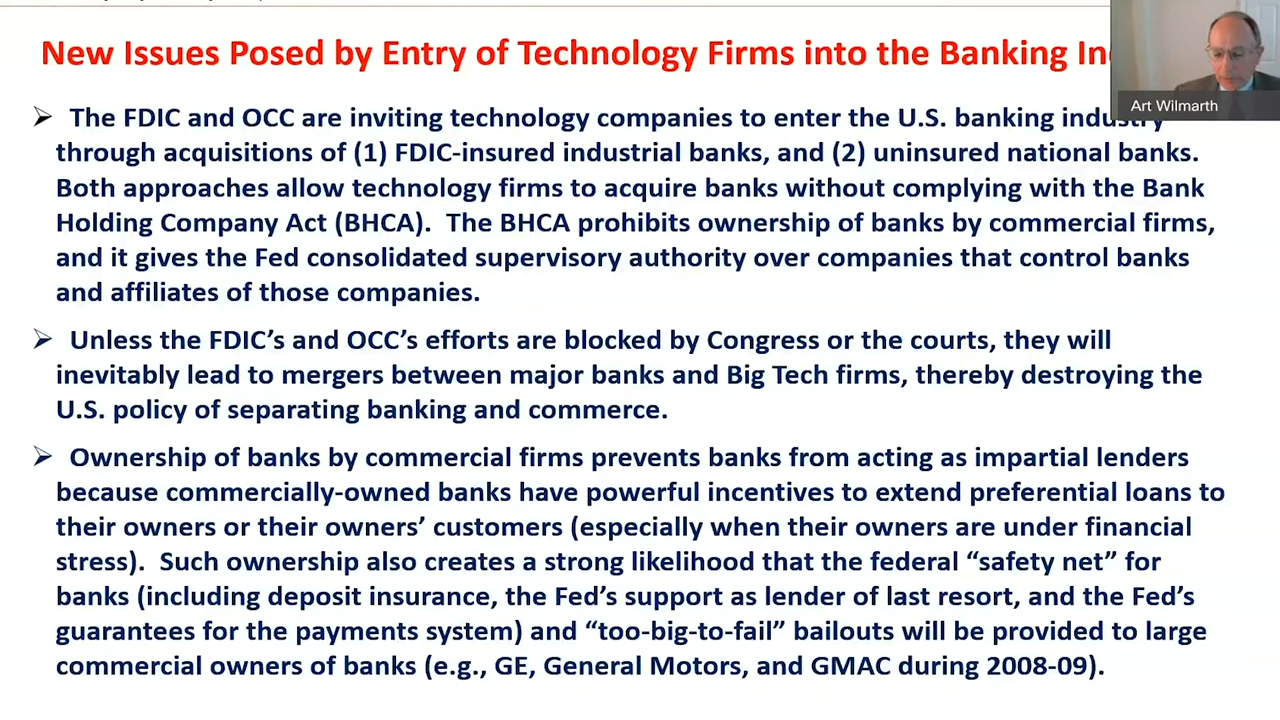 New Issues Posed by Entry of Technology Firms into the Banking
Art Wilmarth
➢ The FDIC and OCC are inviting technology companies to enter the U.S. banking industry
through acquisitions of (1) FDIC-insured industrial banks, and (2) uninsured national banks.
Both approaches allow technology firms to acquire banks without complying with the Bank
Holding Company Act (BHCA). The BHCA prohibits ownership of banks by commercial firms,
and it gives the Fed consolidated supervisory authority over companies that control banks
and affiliates of those companies.
➢ Unless the FDIC’s and OCC’s efforts are blocked by Congress or the courts, they will
inevitably lead to mergers between major banks and Big Tech firms, thereby destroying the
U.S. policy of separating banking and commerce.
➢ Ownership of banks by commercial firms prevents banks from acting as impartial lenders
because commercially-owned banks have powerful incentives to extend preferential loans to
their owners or their owners’ customers (especially when their owners are under financial
stress). Such ownership also creates a strong likelihood that the federal “safety net” for
banks (including deposit insurance, the Fed’s support as lender of last resort, and the Fed’s
guarantees for the payments system) and “too-big-to-fail” bailouts will be provided to large
commercial owners of banks (e.g., GE, General Motors, and GMAC during 2008-09).